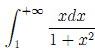 ∫₁^{+∞} xdx / (1 + x²)